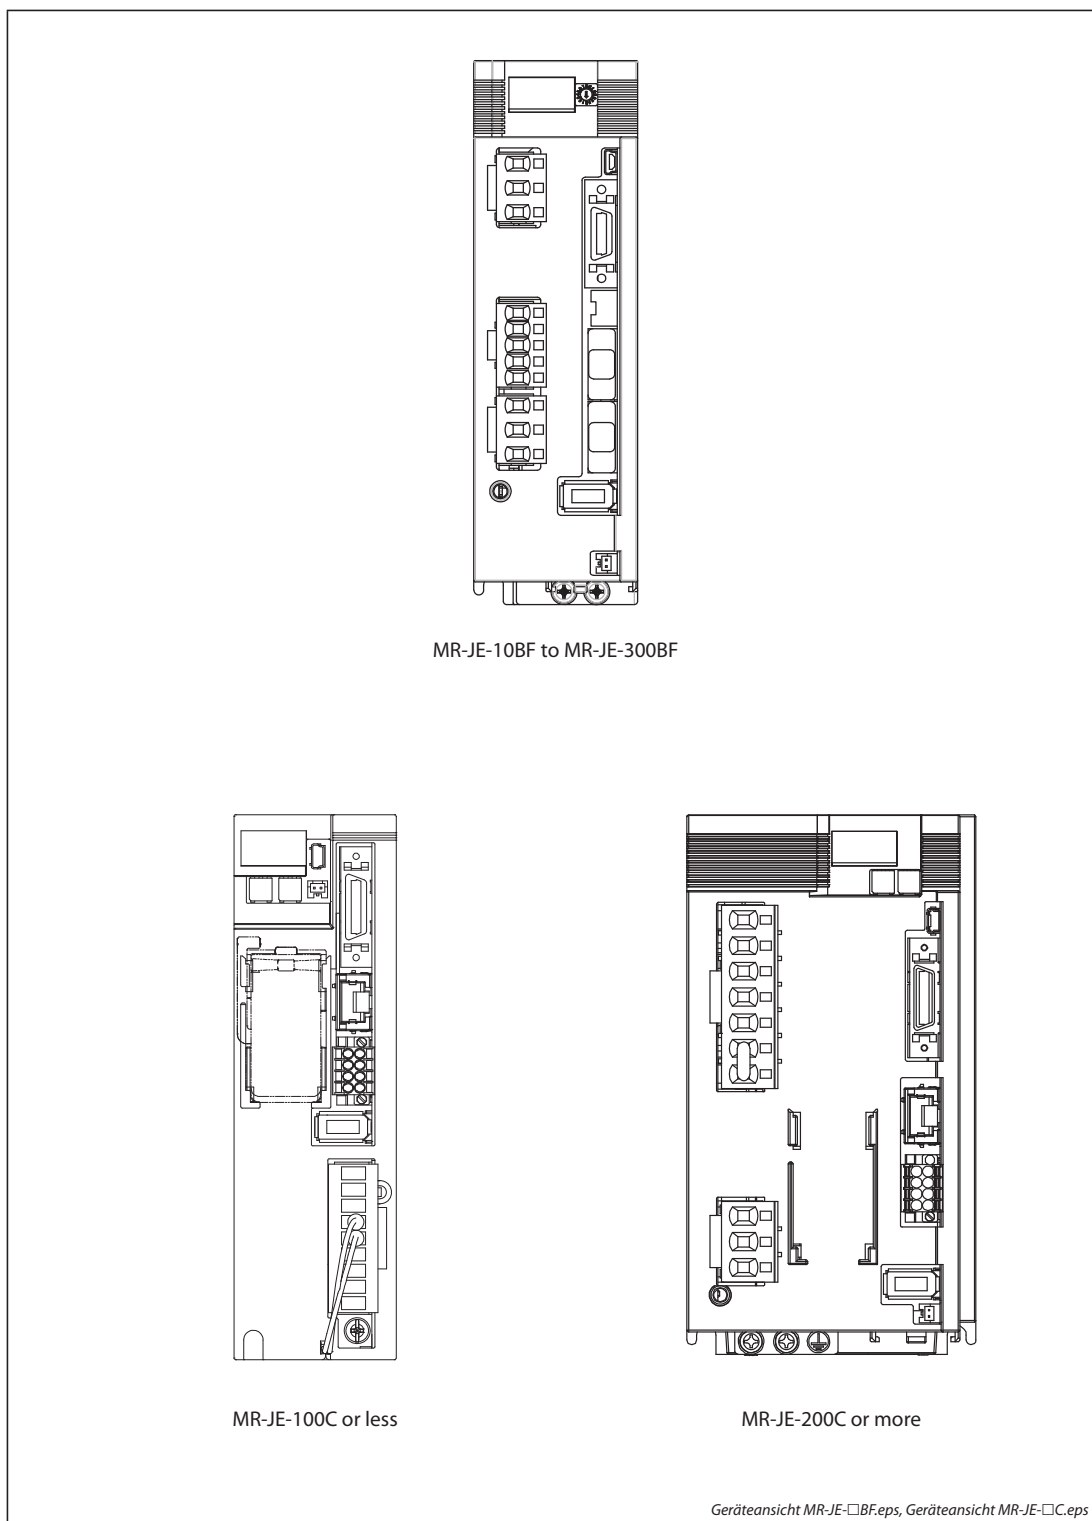 MR-JE-10BF to MR-JE-300BF
MR-JE-100C or less
MR-JE-200C or more
Geräteansicht MR-JE-□BF.eps, Geräteansicht MR-JE-□C.eps